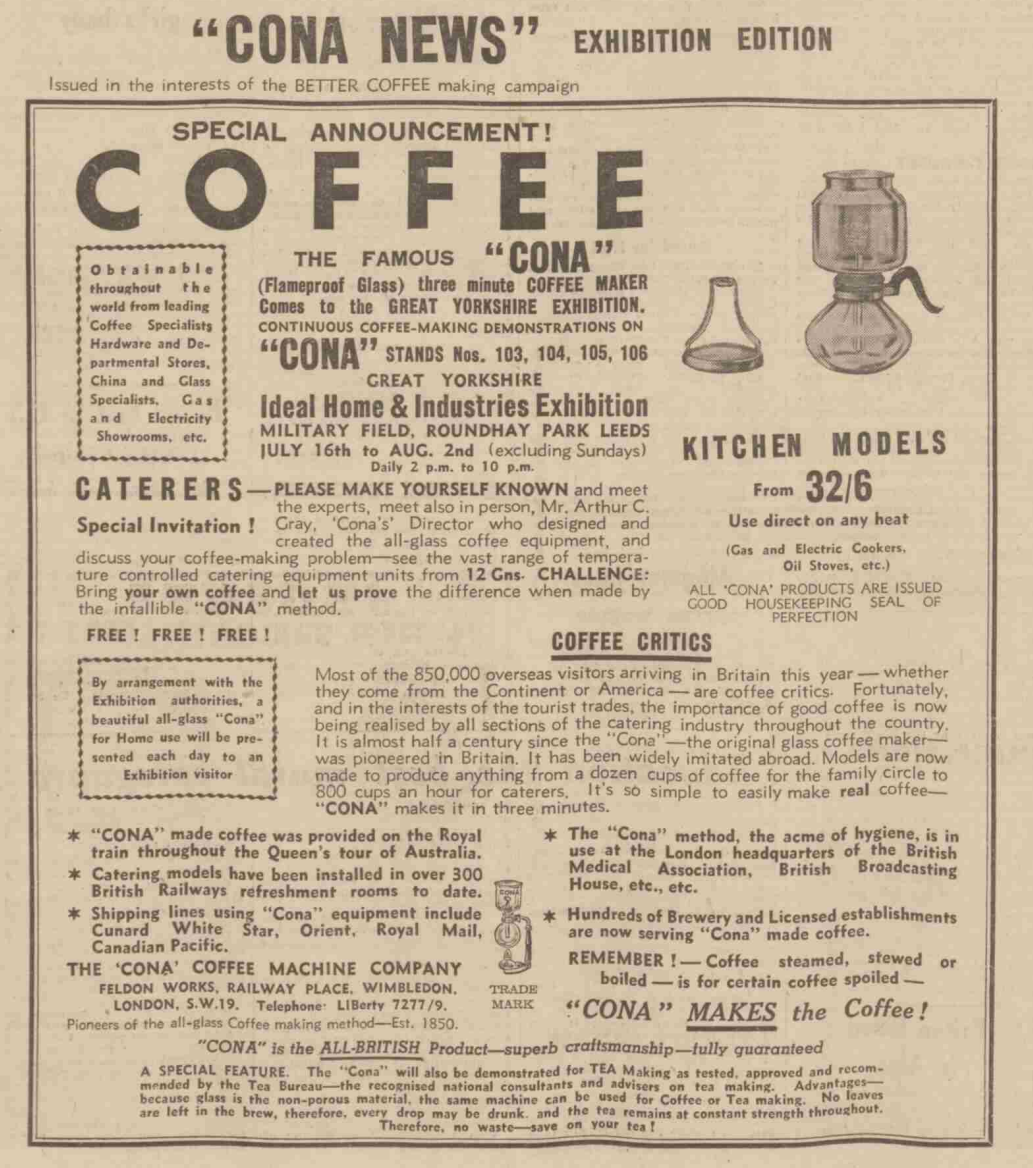 "CONA NEWS" EXHIBITION EDITION
Issued in the interests of the BETTER COFFEE making campaign
SPECIAL ANNOUNCEMENT!
COFFEE
Obtainable
throughout the
world from leading
Coffee Specialists
Hardware and De-
partmental Stores,
China and Glass
Specialists, Gas
and Electricity
Showrooms, etc.
THE FAMOUS "CONA"
(Flameproof Glass) three minute COFFEE MAKER
Comes to the GREAT YORKSHIRE EXHIBITION.
CONTINUOUS COFFEE-MAKING DEMONSTRATIONS ON
"CONA" STANDS Nos. 103, 104, 105, 106
GREAT YORKSHIRE
Ideal Home & Industries Exhibition
MILITARY FIELD, ROUNDHAY PARK LEEDS
JULY 16th to AUG. 2nd (excluding Sundays)
Daily 2 p.m. to 10 p.m.
KITCHEN MODELS
From 32/6
Use direct on any heat
(Gas and Electric Cookers,
Oil Stoves, etc.)
ALL 'CONA' PRODUCTS ARE ISSUED
GOOD HOUSEKEEPING SEAL OF
PERFECTION
CATERERS—PLEASE MAKE YOURSELF KNOWN and meet
the experts, meet also in person, Mr. Arthur C.
Special Invitation ! Gray, 'Cona's' Director who designed and
created the all-glass coffee equipment, and
discuss your coffee-making problem—see the vast range of tempera-
ture controlled catering equipment units from 12 Gns. CHALLENGE:
Bring your own coffee and let us prove the difference when made by
the infallible "CONA" method.
FREE ! FREE ! FREE !
By arrangement with the
Exhibition authorities, a
beautiful all-glass "Cona"
for Home use will be pre-
sented each day to an
Exhibition visitor
COFFEE CRITICS
Most of the 850,000 overseas visitors arriving in Britain this year — whether
they come from the Continent or America — are coffee critics. Fortunately,
and in the interests of the tourist trades, the importance of good coffee is now
being realised by all sections of the catering industry throughout the country.
It is almost half a century since the "Cona"—the original glass coffee maker—
was pioneered in Britain. It has been widely imitated abroad. Models are now
made to produce anything from a dozen cups of coffee for the family circle to
800 cups an hour for caterers. It's so simple to easily make real coffee—
"CONA" makes it in three minutes.
* "CONA" made coffee was provided on the Royal
train throughout the Queen's tour of Australia.
* Catering models have been installed in over 300
British Railways refreshment rooms to date.
* Shipping lines using "Cona" equipment include
Cunard White Star, Orient, Royal Mail,
Canadian Pacific.
THE 'CONA' COFFEE MACHINE COMPANY
FELDON WORKS, RAILWAY PLACE, WIMBLEDON,
LONDON, S.W.19. Telephone: LIBerty 7277/9.
Pioneers of the all-glass Coffee making method—Est. 1850.
CONA
TRADE
MARK
* The "Cona" method, the acme of hygiene, is in
use at the London headquarters of the British
Medical Association, British Broadcasting
House, etc., etc.
* Hundreds of Brewery and Licensed establishments
are now serving "Cona" made coffee.
REMEMBER ! — Coffee steamed, stewed or
boiled — is for certain coffee spoiled —
"CONA" MAKES the Coffee !
"CONA" is the ALL-BRITISH Product—superb craftsmanship—fully guaranteed
A SPECIAL FEATURE. The "Cona" will also be demonstrated for TEA Making as tested, approved and recom-
mended by the Tea Bureau—the recognised national consultants and advisers on tea making. Advantages—
because glass is the non-porous material, the same machine can be used for Coffee or Tea making. No leaves
are left in the brew, therefore, every drop may be drunk, and the tea remains at constant strength throughout.
Therefore, no waste—save on your tea !